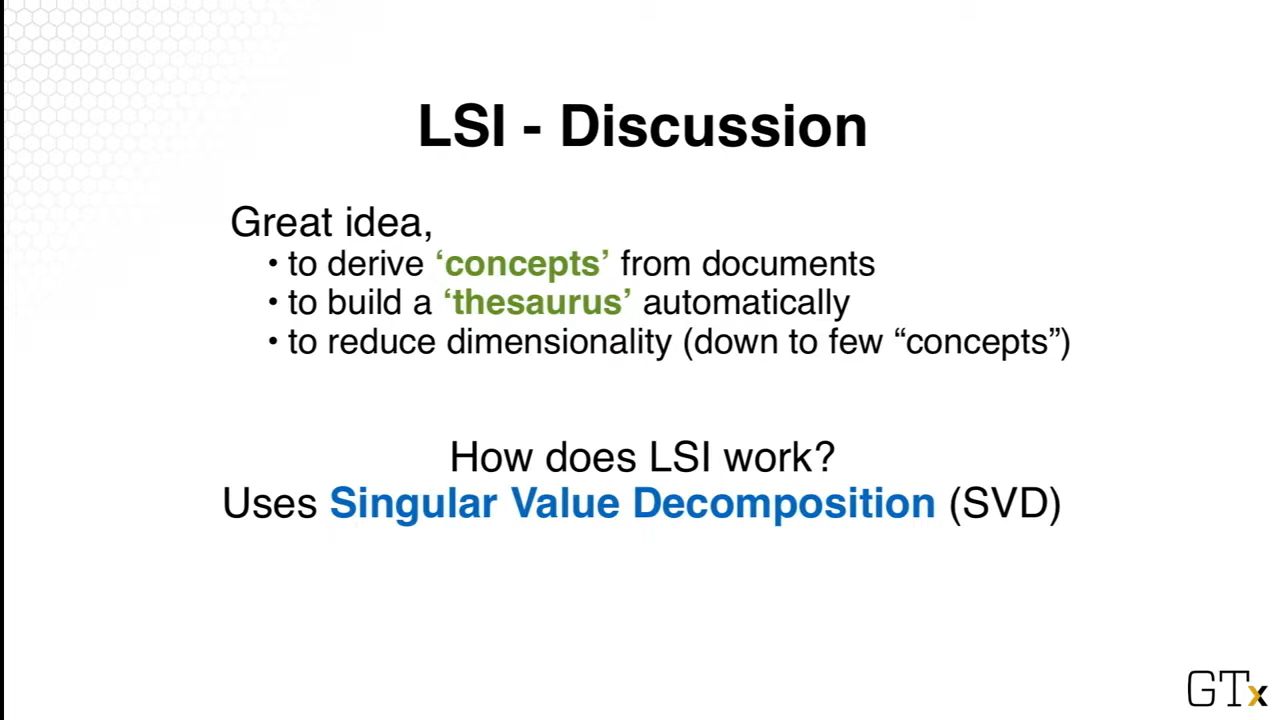 LSI - Discussion
Great idea,
• to derive ‘concepts’ from documents
• to build a ‘thesaurus’ automatically
• to reduce dimensionality (down to few “concepts”)
How does LSI work?
Uses Singular Value Decomposition (SVD)
GTx